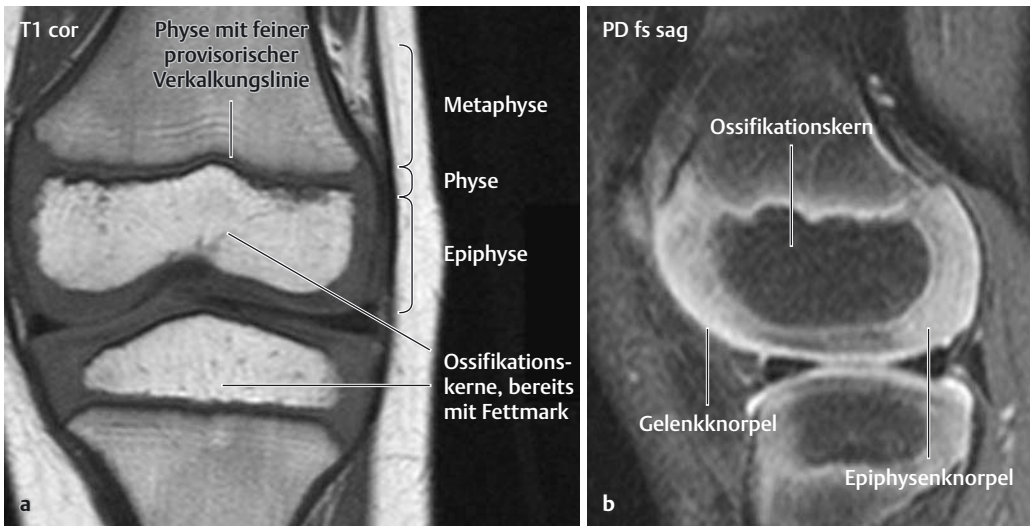 T1 cor
Physe mit feiner
provisorischer
Verkalkungslinie
Metaphyse
Physe
Epiphyse
Ossifikations-
kerne, bereits
mit Fettmark
a
PD fs sag
Ossifikationskern
Gelenkknorpel
Epiphysenknorpel
b